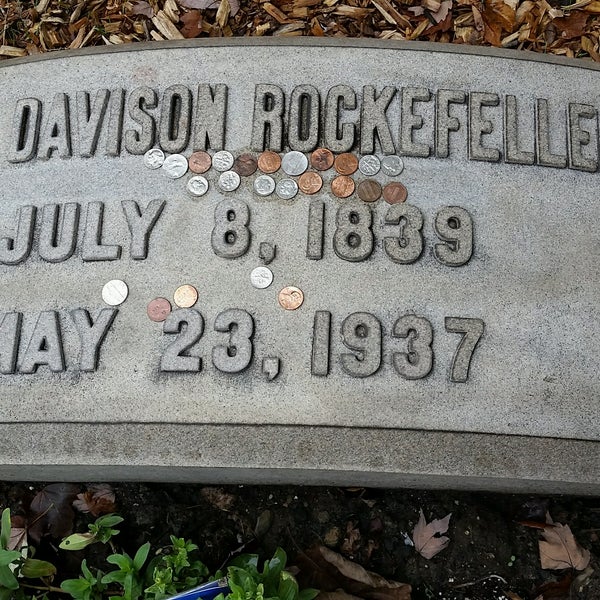 DAVISON ROCKEFELLE
JULY 8, 1839
MAY 23, 1937